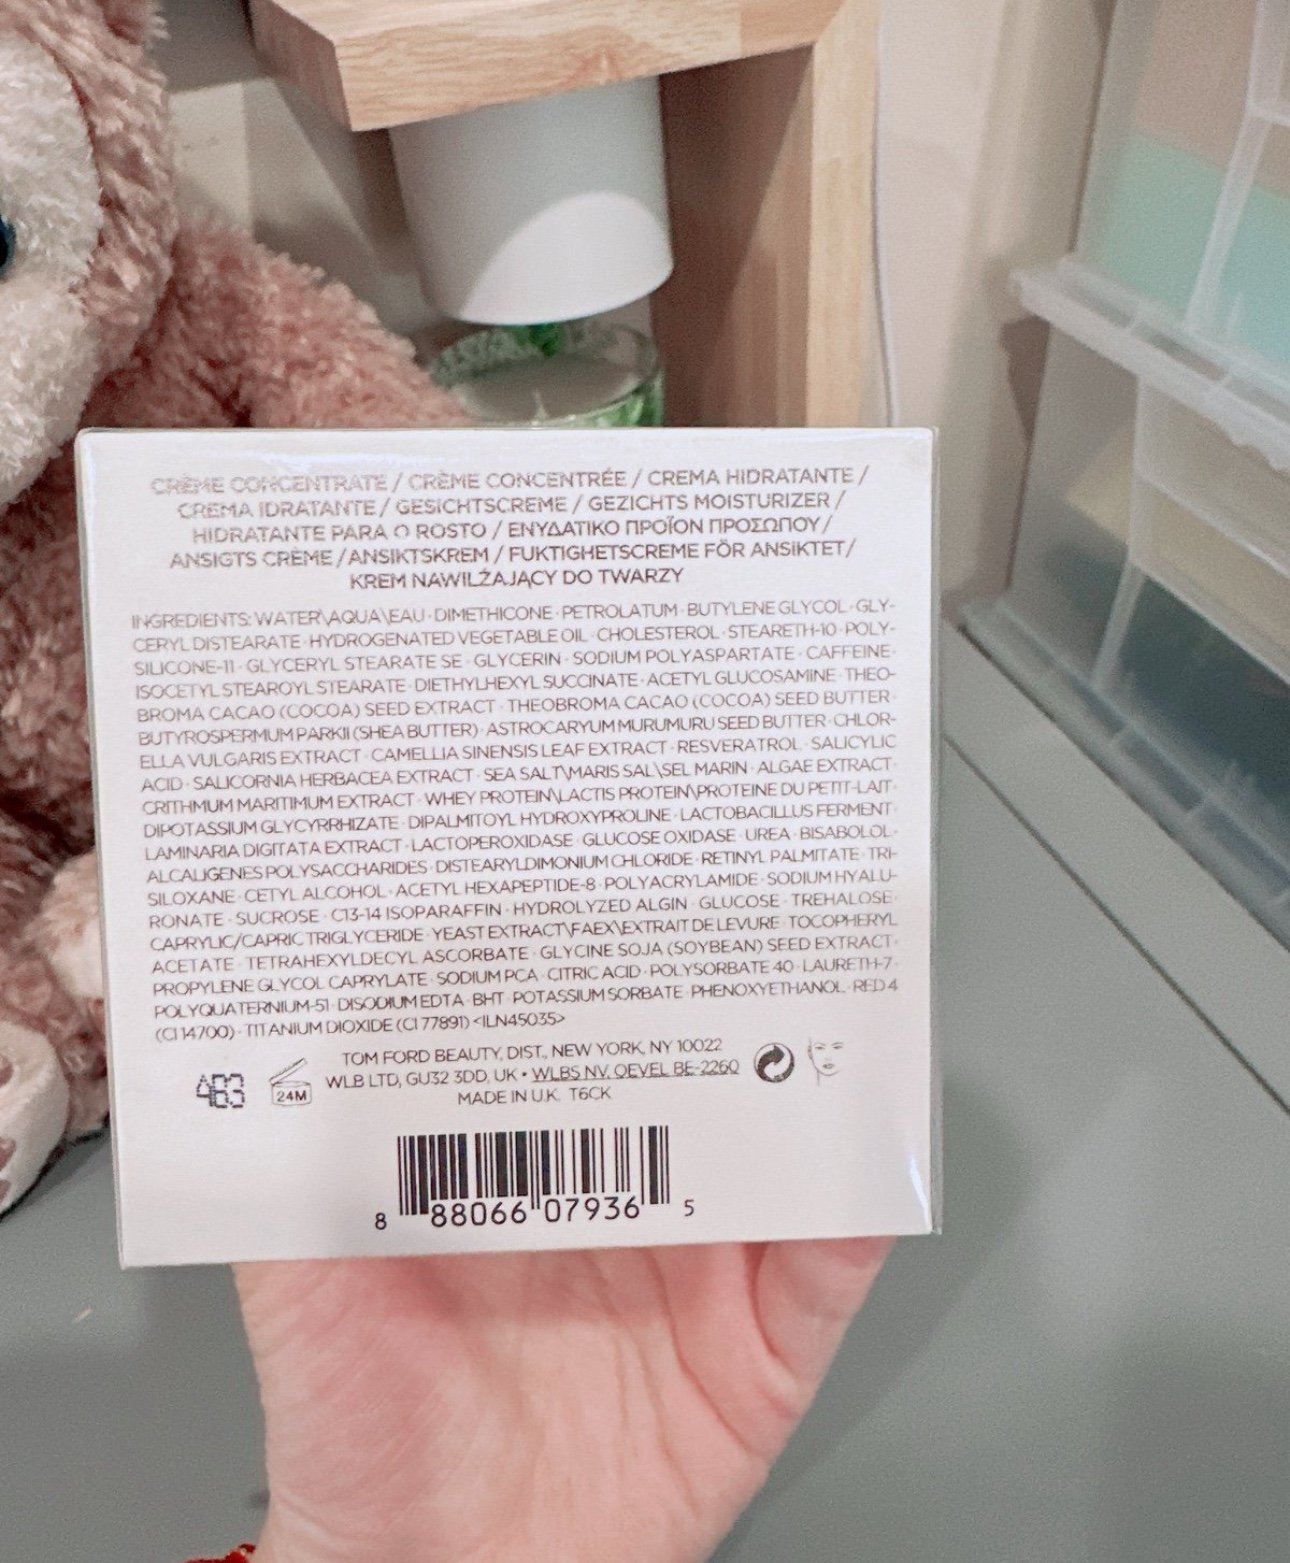 CRÈME CONCENTRATE / CRÈME CONCENTRÉE / CREMA HIDRATANTE /
CREMA IDRATANTE / GESICHTSCREME / GEZICHTS MOISTURIZER /
HIDRATANTE PARA O ROSTO / ΕΝΥΔΑΤΙΚΟ ΠΡΟΪΟΝ ΠΡΟΣΩΠΟΥ /
ANSIGTS CRÈME / ANSIKTSKREM / FUKTIGHETSCREME FÖR ANSIKTET /
KREM NAWILŻAJĄCY DO TWARZY
INGREDIENTS: WATER\AQUA\EAU · DIMETHICONE · PETROLATUM · BUTYLENE GLYCOL · GLY-
CERYL DISTEARATE · HYDROGENATED VEGETABLE OIL · CHOLESTEROL · STEARETH-10 · POLY-
SILICONE-11 · GLYCERYL STEARATE SE · GLYCERIN · SODIUM POLYASPARTATE · CAFFEINE ·
ISOCETYL STEAROYL STEARATE · DIETHYLHEXYL SUCCINATE · ACETYL GLUCOSAMINE · THEO-
BROMA CACAO (COCOA) SEED EXTRACT · THEOBROMA CACAO (COCOA) SEED BUTTER ·
BUTYROSPERMUM PARKII (SHEA BUTTER) · ASTROCARYUM MURUMURU SEED BUTTER · CHLOR-
ELLA VULGARIS EXTRACT · CAMELLIA SINENSIS LEAF EXTRACT · RESVERATROL · SALICYLIC
ACID · SALICORNIA HERBACEA EXTRACT · SEA SALT\MARIS SAL\SEL MARIN · ALGAE EXTRACT ·
CRITHMUM MARITIMUM EXTRACT · WHEY PROTEIN\LACTIS PROTEIN\PROTEINE DU PETIT-LAIT ·
DIPOTASSIUM GLYCYRRHIZATE · DIPALMITOYL HYDROXYPROLINE · LACTOBACILLUS FERMENT ·
LAMINARIA DIGITATA EXTRACT · LACTOPEROXIDASE · GLUCOSE OXIDASE · UREA · BISABOLOL ·
ALCALIGENES POLYSACCHARIDES · DISTEARYLDIMONIUM CHLORIDE · RETINYL PALMITATE · TRI-
SILOXANE · CETYL ALCOHOL · ACETYL HEXAPEPTIDE-8 · POLYACRYLAMIDE · SODIUM HYALU-
RONATE · SUCROSE · C13-14 ISOPARAFFIN · HYDROLYZED ALGIN · GLUCOSE · TREHALOSE ·
CAPRYLIC/CAPRIC TRIGLYCERIDE · YEAST EXTRACT\FAEX\EXTRAIT DE LEVURE · TOCOPHERYL
ACETATE · TETRAHEXYLDECYL ASCORBATE · GLYCINE SOJA (SOYBEAN) SEED EXTRACT ·
PROPYLENE GLYCOL CAPRYLATE · SODIUM PCA · CITRIC ACID · POLYSORBATE 40 · LAURETH-7 ·
POLYQUATERNIUM-51 · DISODIUM EDTA · BHT · POTASSIUM SORBATE · PHENOXYETHANOL · RED 4
(CI 14700) · TITANIUM DIOXIDE (CI 77891) <ILN45035>
TOM FORD BEAUTY, DIST., NEW YORK, NY 10022
WLB LTD, GU32 3DD, UK • WLBS NV, OEVEL BE-2260
MADE IN U.K. T6CK
24M
8 88066 07936 5